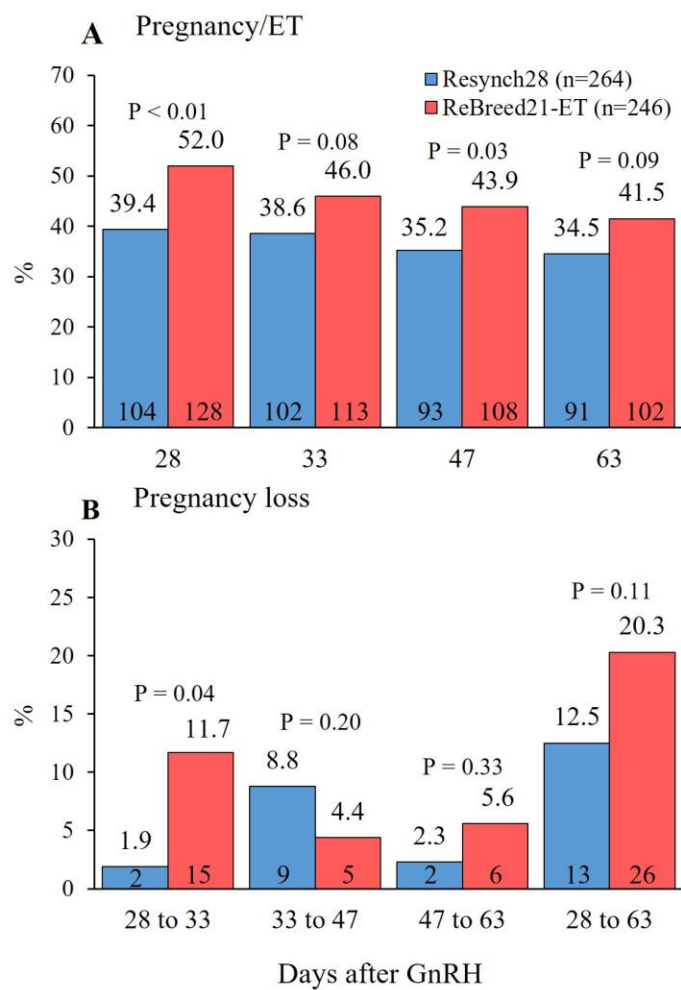 A Pregnancy/ET
70
60
50
40
30
20
10
0
%
Resynch28 (n=264)
ReBreed21-ET (n=246)
P < 0.01
39.4 52.0
P = 0.08
38.6 46.0
P = 0.03
35.2 43.9
P = 0.09
34.5 41.5
104 128 102 113 93 108 91 102
28 33 47 63
B Pregnancy loss
30
25
20
15
10
5
0
%
P = 0.04
1.9 11.7
P = 0.20
8.8 4.4
P = 0.33
2.3 5.6
P = 0.11
12.5 20.3
2 15 9 5 2 6 13 26
28 to 33 33 to 47 47 to 63 28 to 63
Days after GnRH